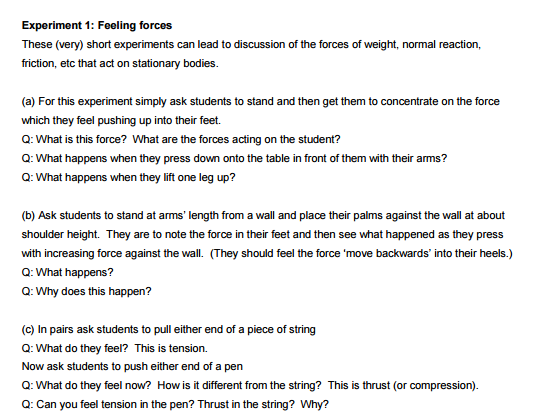 Experiment 1: Feeling forces
These (very) short experiments can lead to discussion of the forces of weight, normal reaction,
friction, etc that act on stationary bodies.
(a) For this experiment simply ask students to stand and then get them to concentrate on the force
which they feel pushing up into their feet.
Q: What is this force?  What are the forces acting on the student?
Q: What happens when they press down onto the table in front of them with their arms?
Q: What happens when they lift one leg up?
(b) Ask students to stand at arms' length from a wall and place their palms against the wall at about
shoulder height.  They are to note the force in their feet and then see what happened as they press
with increasing force against the wall.  (They should feel the force 'move backwards' into their heels.)
Q: What happens?
Q: Why does this happen?
(c) In pairs ask students to pull either end of a piece of string
Q: What do they feel?  This is tension.
Now ask students to push either end of a pen
Q: What do they feel now?  How is it different from the string?  This is thrust (or compression).
Q: Can you feel tension in the pen? Thrust in the string?  Why?